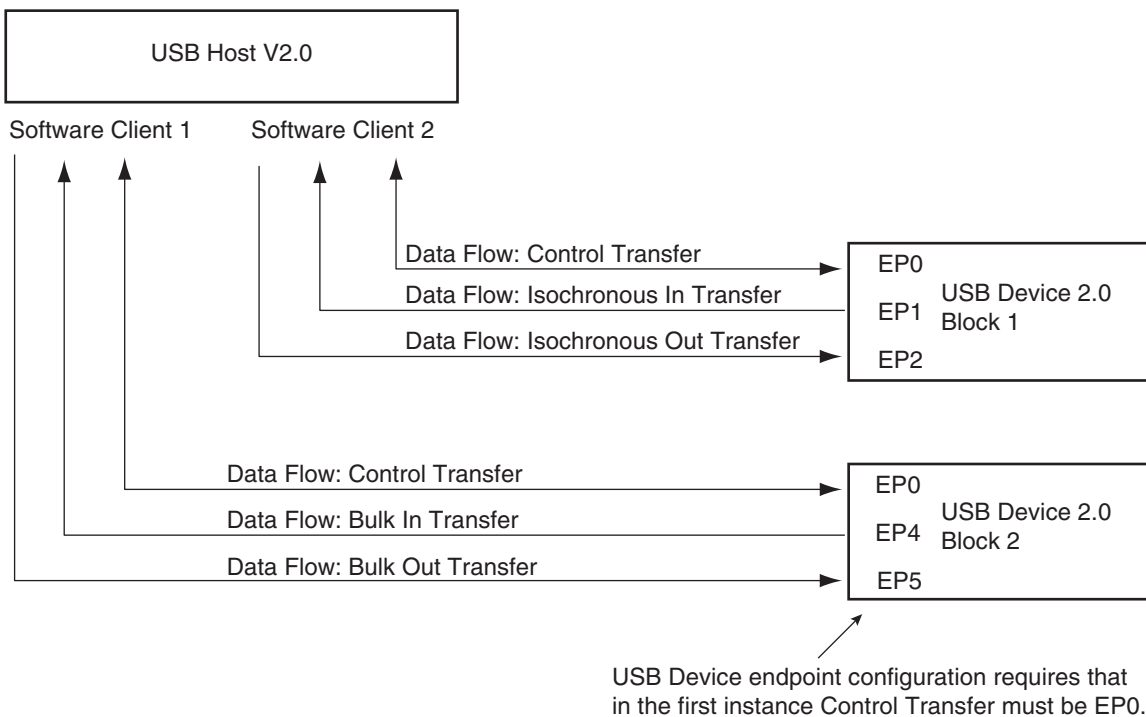 USB Host V2.0
Software Client 1
Software Client 2
Data Flow: Control Transfer
Data Flow: Isochronous In Transfer
Data Flow: Isochronous Out Transfer
EP0
EP1
EP2
USB Device 2.0
Block 1
Data Flow: Control Transfer
Data Flow: Bulk In Transfer
Data Flow: Bulk Out Transfer
EP0
EP4
EP5
USB Device 2.0
Block 2
USB Device endpoint configuration requires that
in the first instance Control Transfer must be EP0.